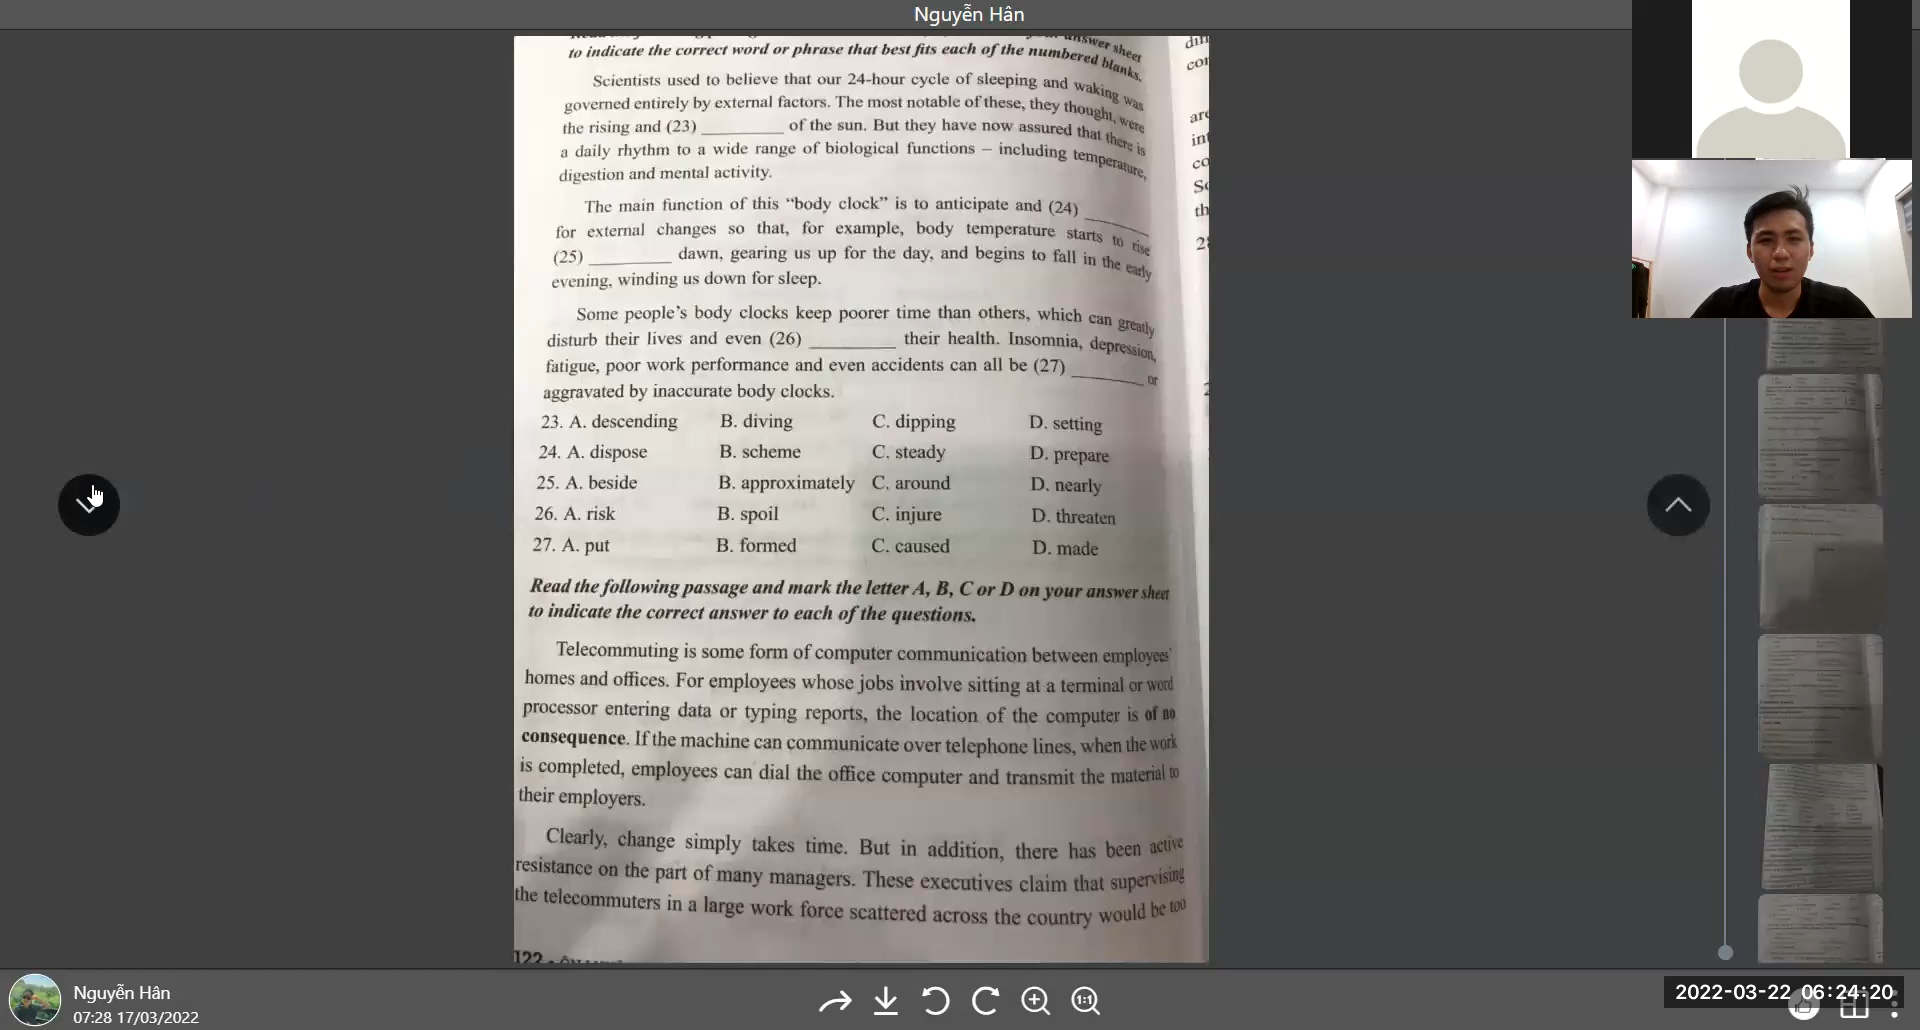 Nguyễn Hân
answer sheet
to indicate the correct word or phrase that best fits each of the numbered blanks.
Scientists used to believe that our 24-hour cycle of sleeping and waking was
governed entirely by external factors. The most notable of these, they thought, were
the rising and (23) _________ of the sun. But they have now assured that there is
a daily rhythm to a wide range of biological functions – including temperature,
digestion and mental activity.
The main function of this “body clock” is to anticipate and (24) _______
for external changes so that, for example, body temperature starts to rise
(25) _________ dawn, gearing us up for the day, and begins to fall in the early
evening, winding us down for sleep.
Some people’s body clocks keep poorer time than others, which can greatly
disturb their lives and even (26) _________ their health. Insomnia, depression,
fatigue, poor work performance and even accidents can all be (27) ________ or
aggravated by inaccurate body clocks.
23. A. descending B. diving C. dipping D. setting
24. A. dispose B. scheme C. steady D. prepare
25. A. beside B. approximately C. around D. nearly
26. A. risk B. spoil C. injure D. threaten
27. A. put B. formed C. caused D. made
Read the following passage and mark the letter A, B, C or D on your answer sheet
to indicate the correct answer to each of the questions.
Telecommuting is some form of computer communication between employees’
homes and offices. For employees whose jobs involve sitting at a terminal or word
processor entering data or typing reports, the location of the computer is of no
consequence. If the machine can communicate over telephone lines, when the work
is completed, employees can dial the office computer and transmit the material to
their employers.
Clearly, change simply takes time. But in addition, there has been active
resistance on the part of many managers. These executives claim that supervising
the telecommuters in a large work force scattered across the country would be too
122
Nguyễn Hân
07:28 17/03/2022
1:1
2022-03-22 06:24:20